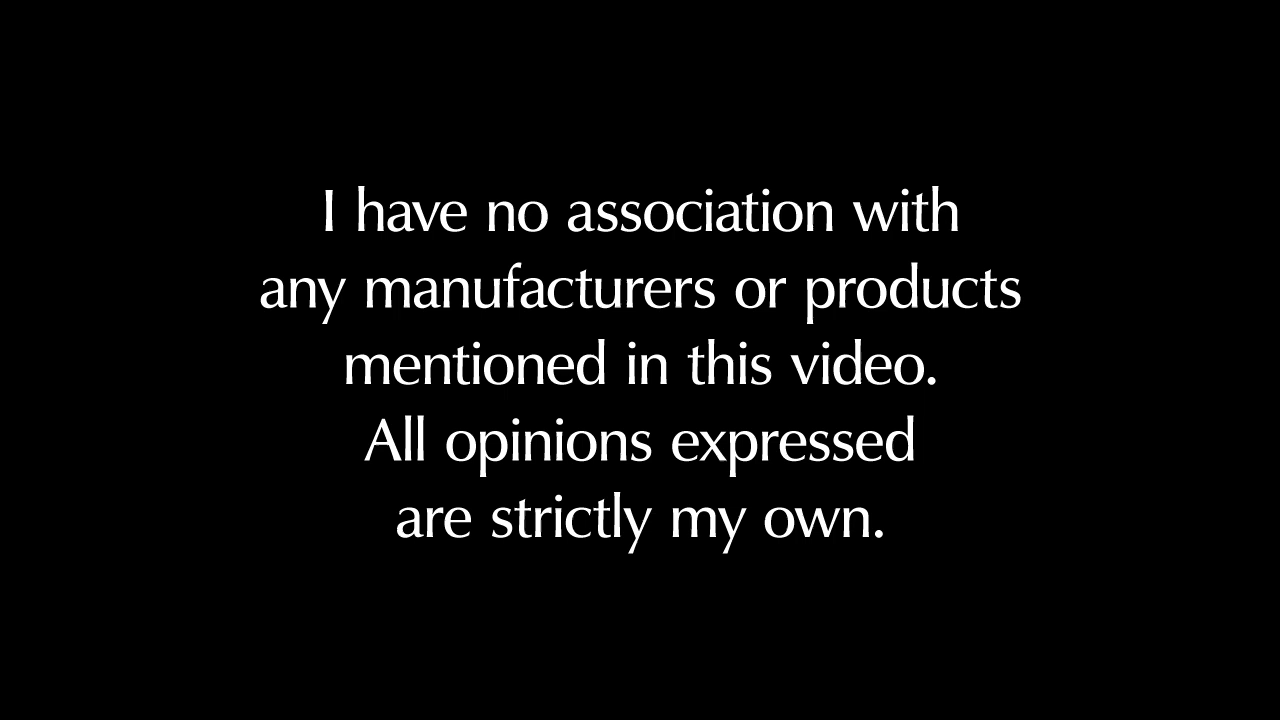 I have no association with
any manufacturers or products
mentioned in this video.
All opinions expressed
are strictly my own.